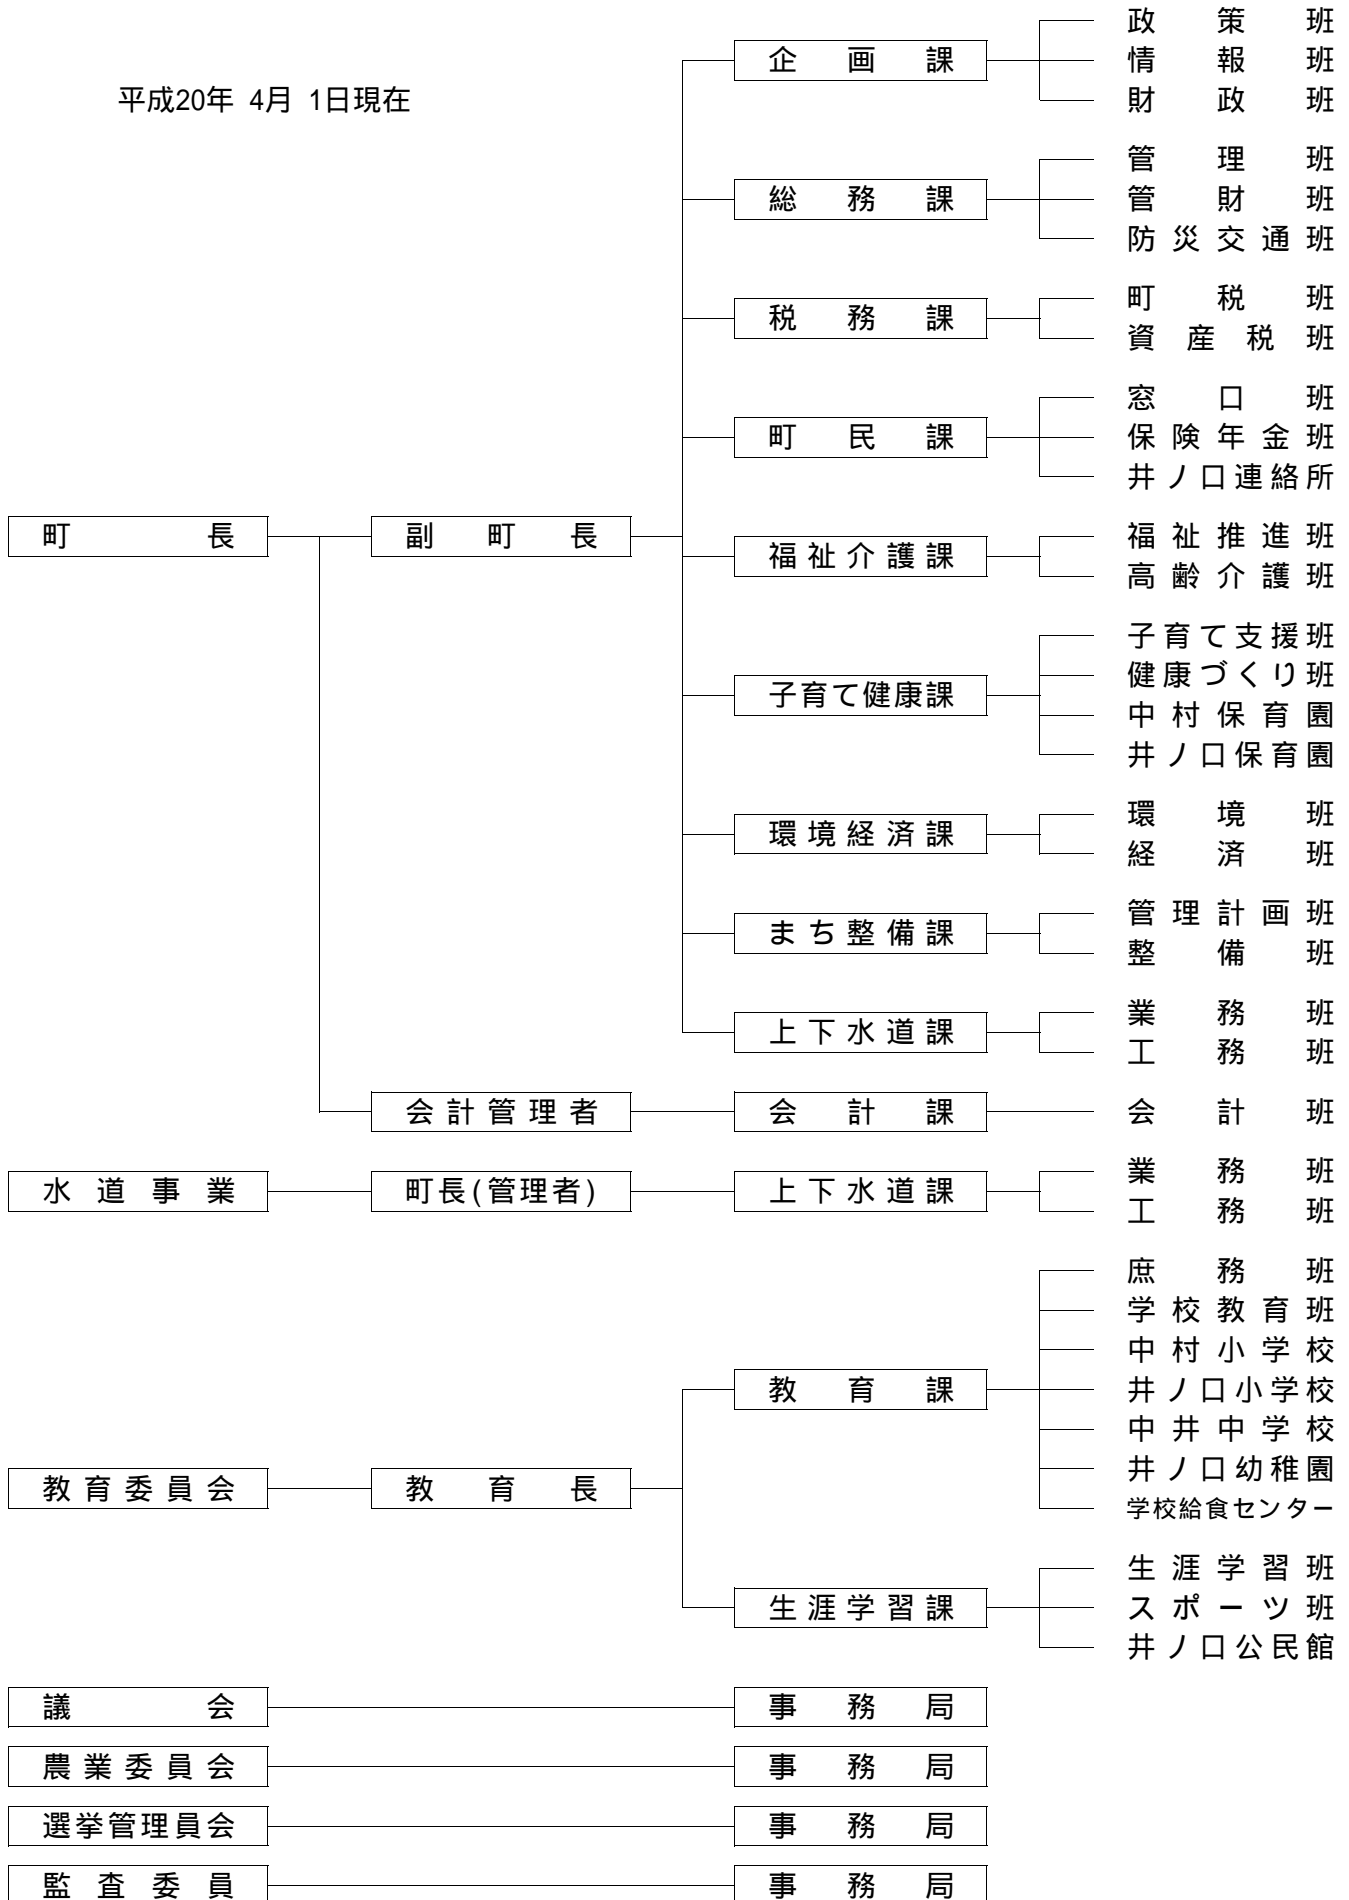 平成20年 4月 1日現在
企画課
政策班
情報班
財政班
総務課
管理班
管財班
防災交通班
税務課
町税班
資産税班
町民課
窓口班
保険年金班
井ノ口連絡所
町長
副町長
福祉介護課
福祉推進班
高齢介護班
子育て健康課
子育て支援班
健康づくり班
中村保育園
井ノ口保育園
環境経済課
環境班
経済班
まち整備課
管理計画班
整備班
上下水道課
業務班
工務班
会計管理者
会計課
会計班
水道事業
町長(管理者)
上下水道課
業務班
工務班
教育委員会
教育長
教育課
庶務班
学校教育班
中村小学校
井ノ口小学校
中井中学校
井ノ口幼稚園
学校給食センター
生涯学習課
生涯学習班
スポーツ班
井ノ口公民館
議会
事務局
農業委員会
事務局
選挙管理員会
事務局
監査委員
事務局